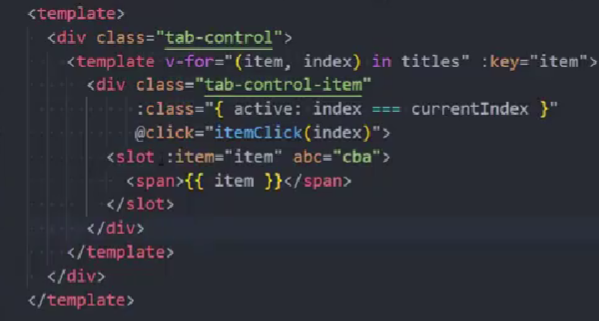 <template>
  <div class="tab-control">
    <template v-for="(item, index) in titles" :key="item">
      <div class="tab-control-item"
           :class="{ active: index === currentIndex }"
           @click="itemClick(index)">
        <slot :item="item" abc="cba">
          <span>{{ item }}</span>
        </slot>
      </div>
    </template>
  </div>
</template>